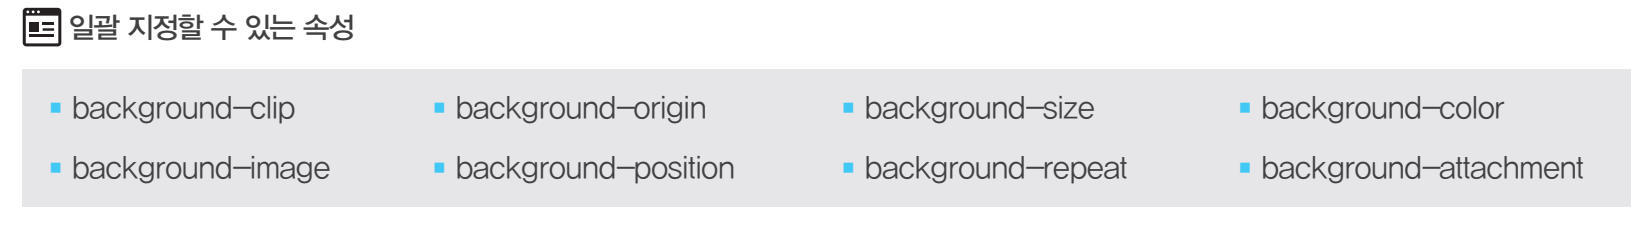 일괄 지정할 수 있는 속성
▪ background-clip ▪ background-origin ▪ background-size ▪ background-color
▪ background-image ▪ background-position ▪ background-repeat ▪ background-attachment